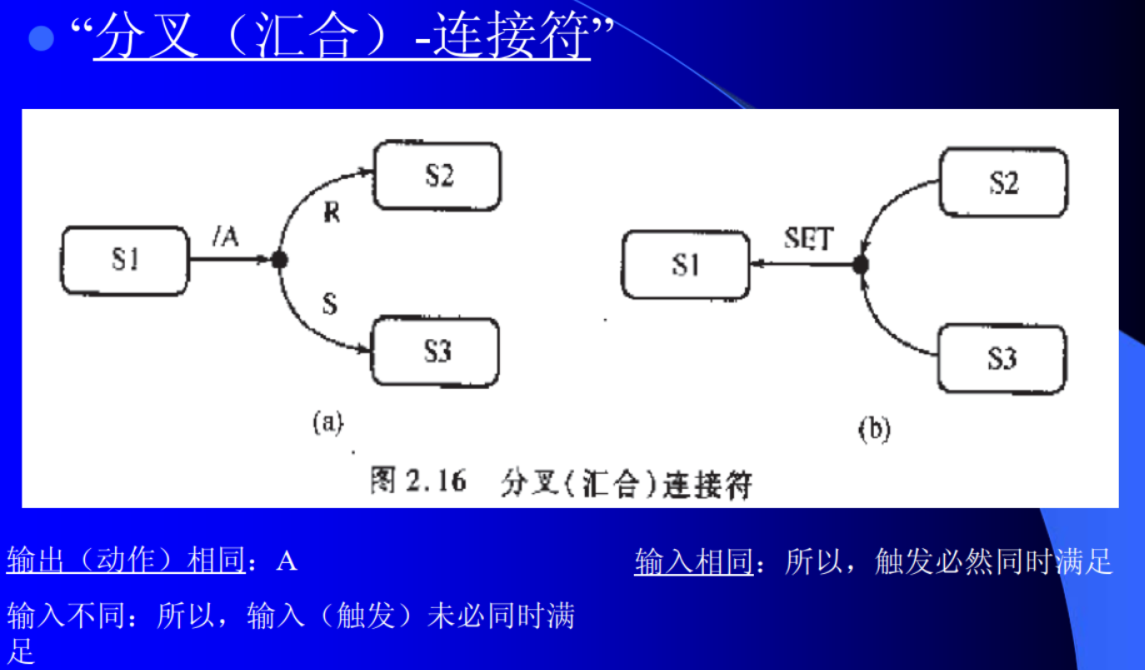 “分叉（汇合）-连接符”
S1
/A
R
S
S2
S3
(a)
S1
SET
S2
S3
(b)
图 2.16 分叉(汇合)连接符
输出（动作）相同：A
输入不同：所以，输入（触发）未必同时满
足
输入相同：所以，触发必然同时满足